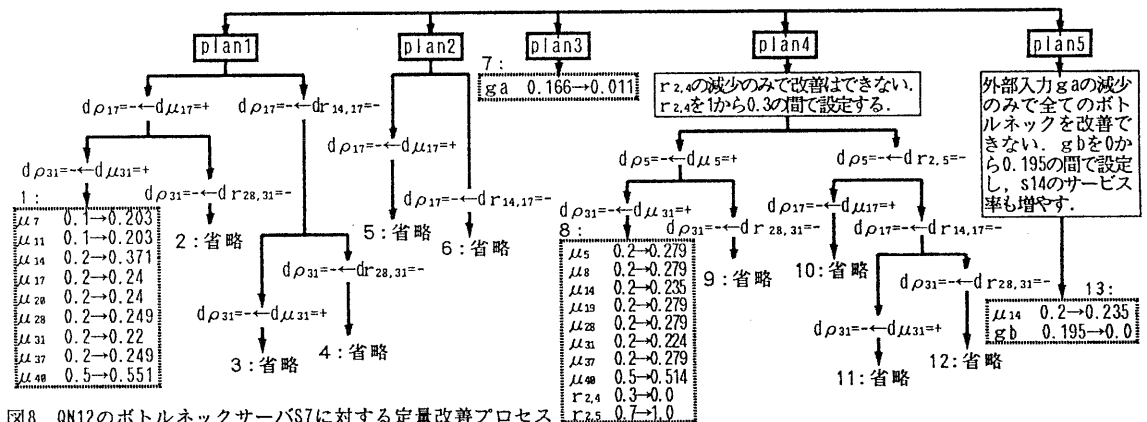 plan1
plan2
plan3
plan4
plan5
7:
ga 0.166→0.011
r2,4の減少のみで改善はできない.
r2,4を1から0.3の間で設定する.
外部入力gaの減少
のみで全てのボト
ルネックを改善で
きない. gbを0か
ら0.195の間で設定
し, s14のサービス
率も増やす.
dρ17=-←dμ17=+
dρ17=-←dr14,17=-
dρ31=-←dμ31=+
dρ31=-←dr28,31=-
1:
μ7 0.1→0.203
μ11 0.1→0.203
μ14 0.2→0.371
μ17 0.2→0.24
μ20 0.2→0.24
μ28 0.2→0.249
μ31 0.2→0.22
μ37 0.2→0.249
μ40 0.5→0.551
2:省略
dρ31=-←dr28,31=-
dρ31=-←dμ31=+
3:省略
4:省略
dρ17=-←dμ17=+
dρ17=-←dr14,17=-
5:省略
6:省略
dρ5=-←dμ5=+
dρ5=-←dr2,5=-
dρ31=-←dμ31=+
dρ31=-←dr28,31=-
8:
μ5 0.2→0.279
μ8 0.2→0.279
μ14 0.2→0.235
μ19 0.2→0.279
μ28 0.2→0.279
μ31 0.2→0.224
μ37 0.2→0.279
μ40 0.5→0.514
r2,4 0.3→0.0
r2,5 0.7→1.0
9:省略
dρ17=-←dμ17=+
dρ17=-←dr14,17=-
10:省略
dρ31=-←dr28,31=-
dρ31=-←dμ31=+
11:省略
12:省略
13:
μ14 0.2→0.235
gb 0.195→0.0
図8 QN12のボトルネックサーバS7に対する定量改善プロセス